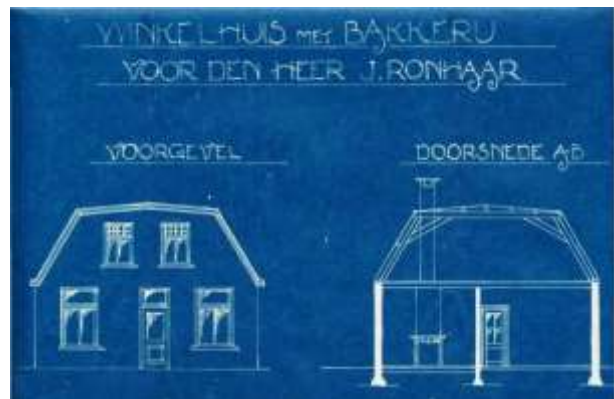 WINKELHUIS MET BAKKERIJ
VOOR DEN HEER J. RONHAAR
VOORGEVEL
DOORSNEDE A-B